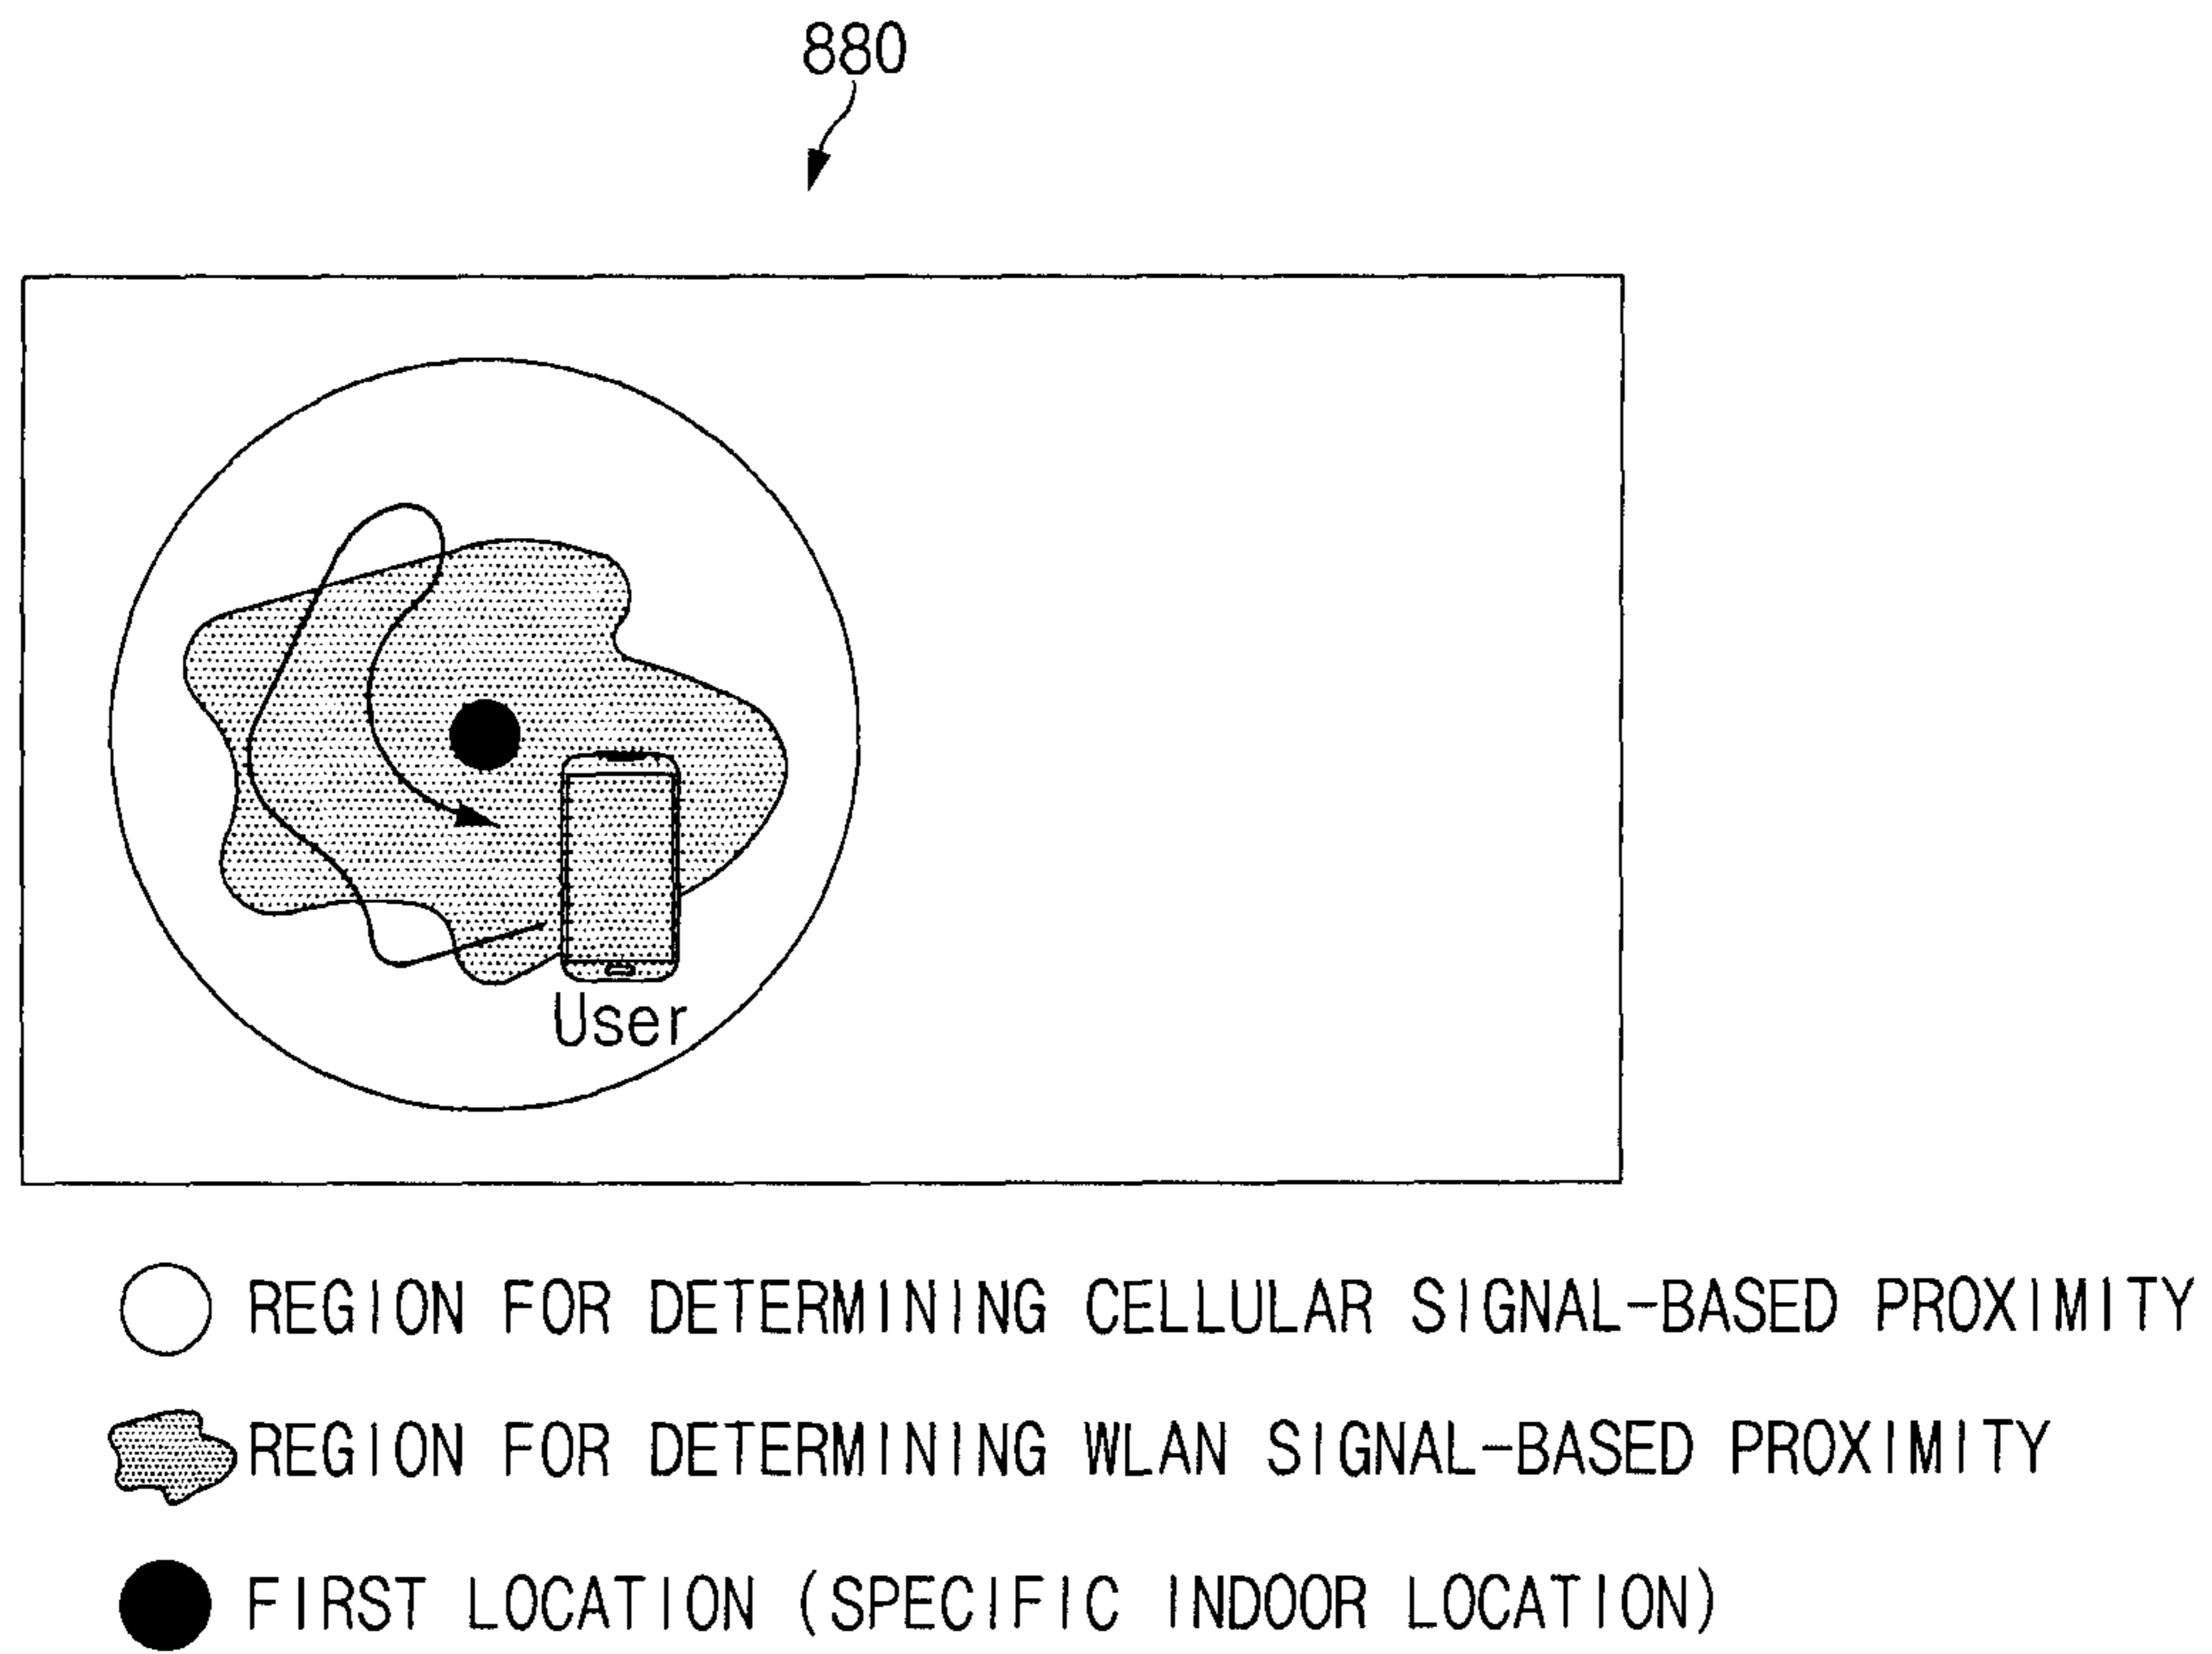 880
User
REGION FOR DETERMINING CELLULAR SIGNAL-BASED PROXIMITY
REGION FOR DETERMINING WLAN SIGNAL-BASED PROXIMITY
FIRST LOCATION (SPECIFIC INDOOR LOCATION)